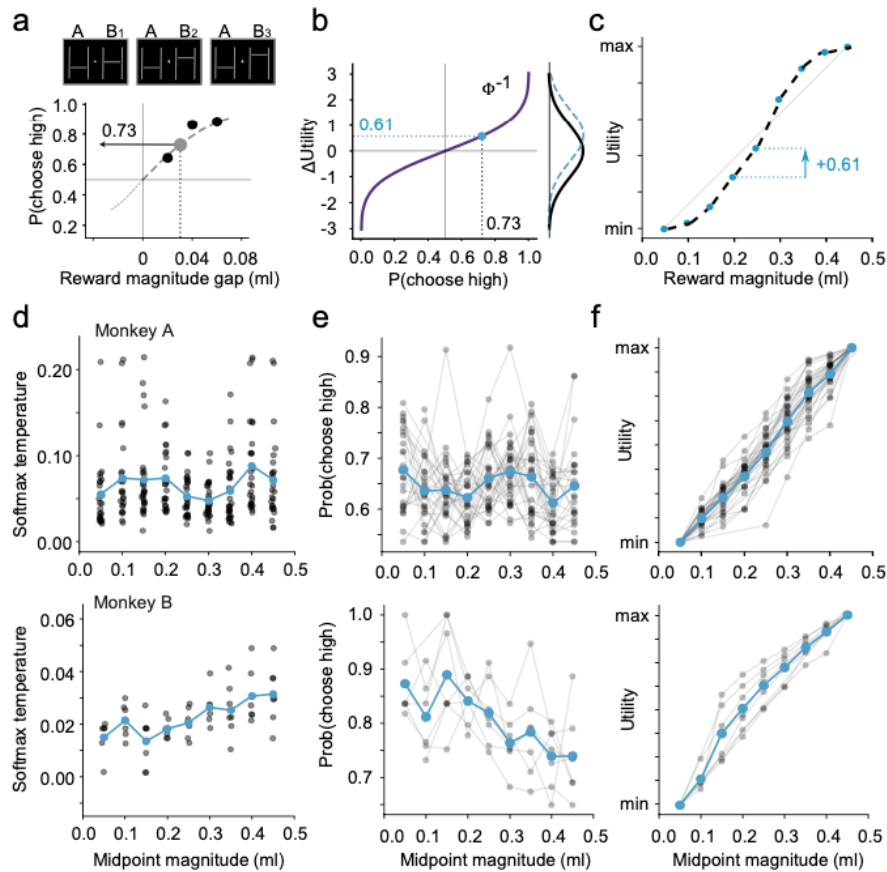 a
A B1 A B2 A B3
P(choose high)
1.0
0.8
0.6
0.4
0.2
0.73
0 0.04 0.08
Reward magnitude gap (ml)
b
ΔUtility
3
2
1
0
-1
-2
-3
Φ-1
0.61
0.73
0.0 0.2 0.4 0.6 0.8 1.0
P(choose high)
c
Utility
max
min
+0.61
0.0 0.1 0.2 0.3 0.4 0.5
Reward magnitude (ml)
d
Monkey A
Softmax temperature
0.20
0.10
0.00
0.0 0.1 0.2 0.3 0.4 0.5
e
Prob(choose high)
0.9
0.8
0.7
0.6
0.0 0.1 0.2 0.3 0.4 0.5
f
Utility
max
min
0.0 0.1 0.2 0.3 0.4 0.5
Monkey B
Softmax temperature
0.06
0.04
0.02
0.00
0.0 0.1 0.2 0.3 0.4 0.5
Midpoint magnitude (ml)
Prob(choose high)
1.0
0.9
0.8
0.7
0.0 0.1 0.2 0.3 0.4 0.5
Midpoint magnitude (ml)
Utility
max
min
0.0 0.1 0.2 0.3 0.4 0.5
Midpoint magnitude (ml)